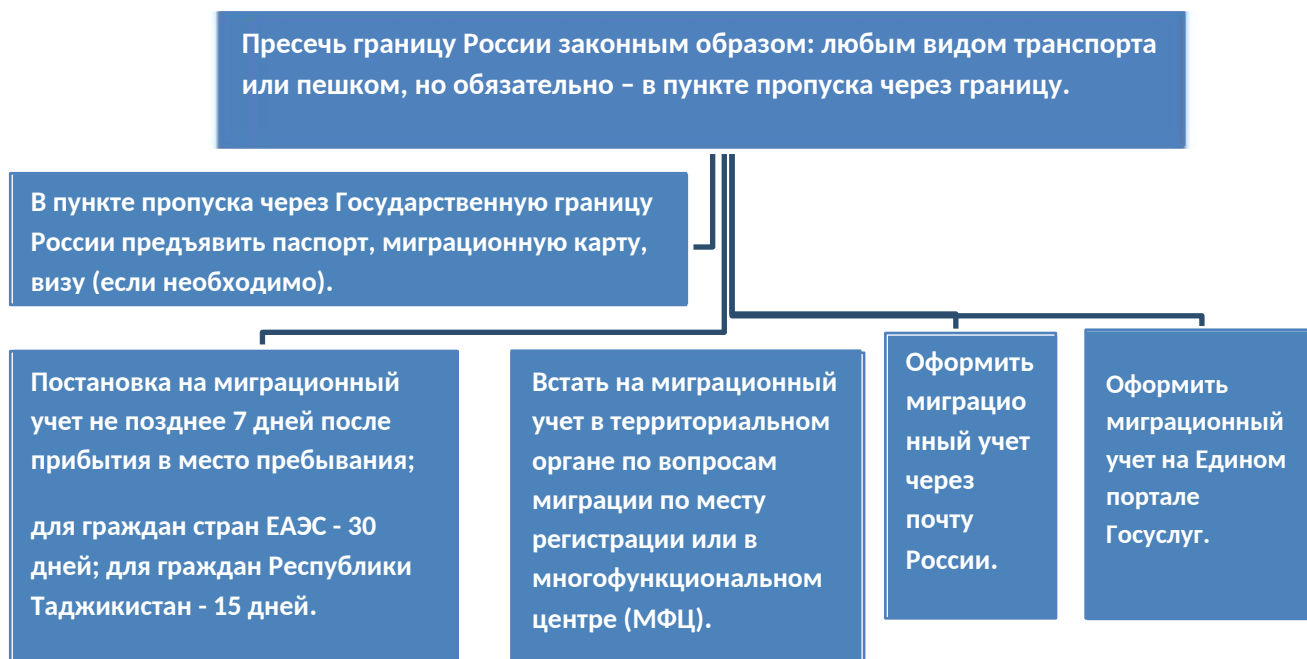 Пресечь границу России законным образом: любым видом транспорта
или пешком, но обязательно – в пункте пропуска через границу.
В пункте пропуска через Государственную границу
России предъявить паспорт, миграционную карту,
визу (если необходимо).
Постановка на миграционный
учет не позднее 7 дней после
прибытия в место пребывания;
для граждан стран ЕАЭС - 30
дней; для граждан Республики
Таджикистан - 15 дней.
Встать на миграционный
учет в территориальном
органе по вопросам
миграции по месту
регистрации или в
многофункциональном
центре (МФЦ).
Оформить
миграцио
нный учет
через
почту
России.
Оформить
миграционный
учет на Едином
портале
Госуслуг.